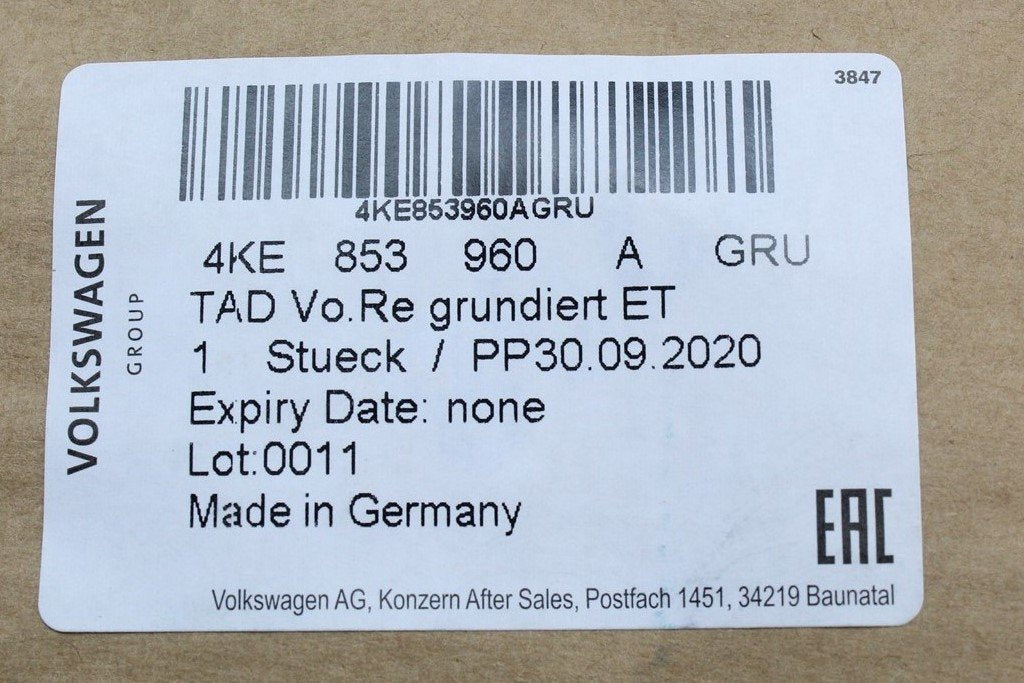 3847
4KE853960AGRU
4KE 853 960 A GRU
TAD Vo.Re grundiert ET
1 Stueck / PP30.09.2020
Expiry Date: none
Lot:0011
Made in Germany
VOLKSWAGEN
GROUP
EAC
Volkswagen AG, Konzern After Sales, Postfach 1451, 34219 Baunatal